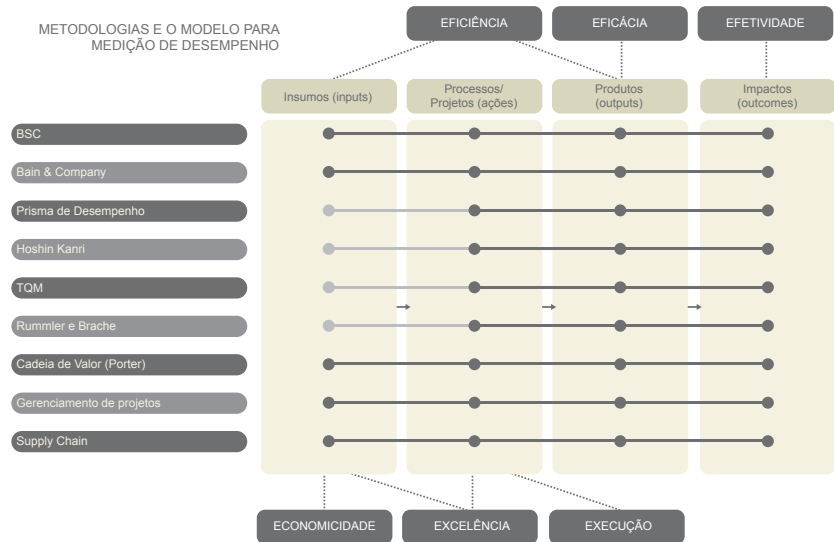 METODOLOGIAS E O MODELO PARA
MEDIÇÃO DE DESEMPENHO
EFICIÊNCIA
EFICÁCIA
EFETIVIDADE
Insumos (inputs)
Processos/
Projetos (ações)
Produtos
(outputs)
Impactos
(outcomes)
BSC
Bain & Company
Prisma de Desempenho
Hoshin Kanri
TQM
Rummler e Brache
Cadeia de Valor (Porter)
Gerenciamento de projetos
Supply Chain
ECONOMICIDADE
EXCELÊNCIA
EXECUÇÃO